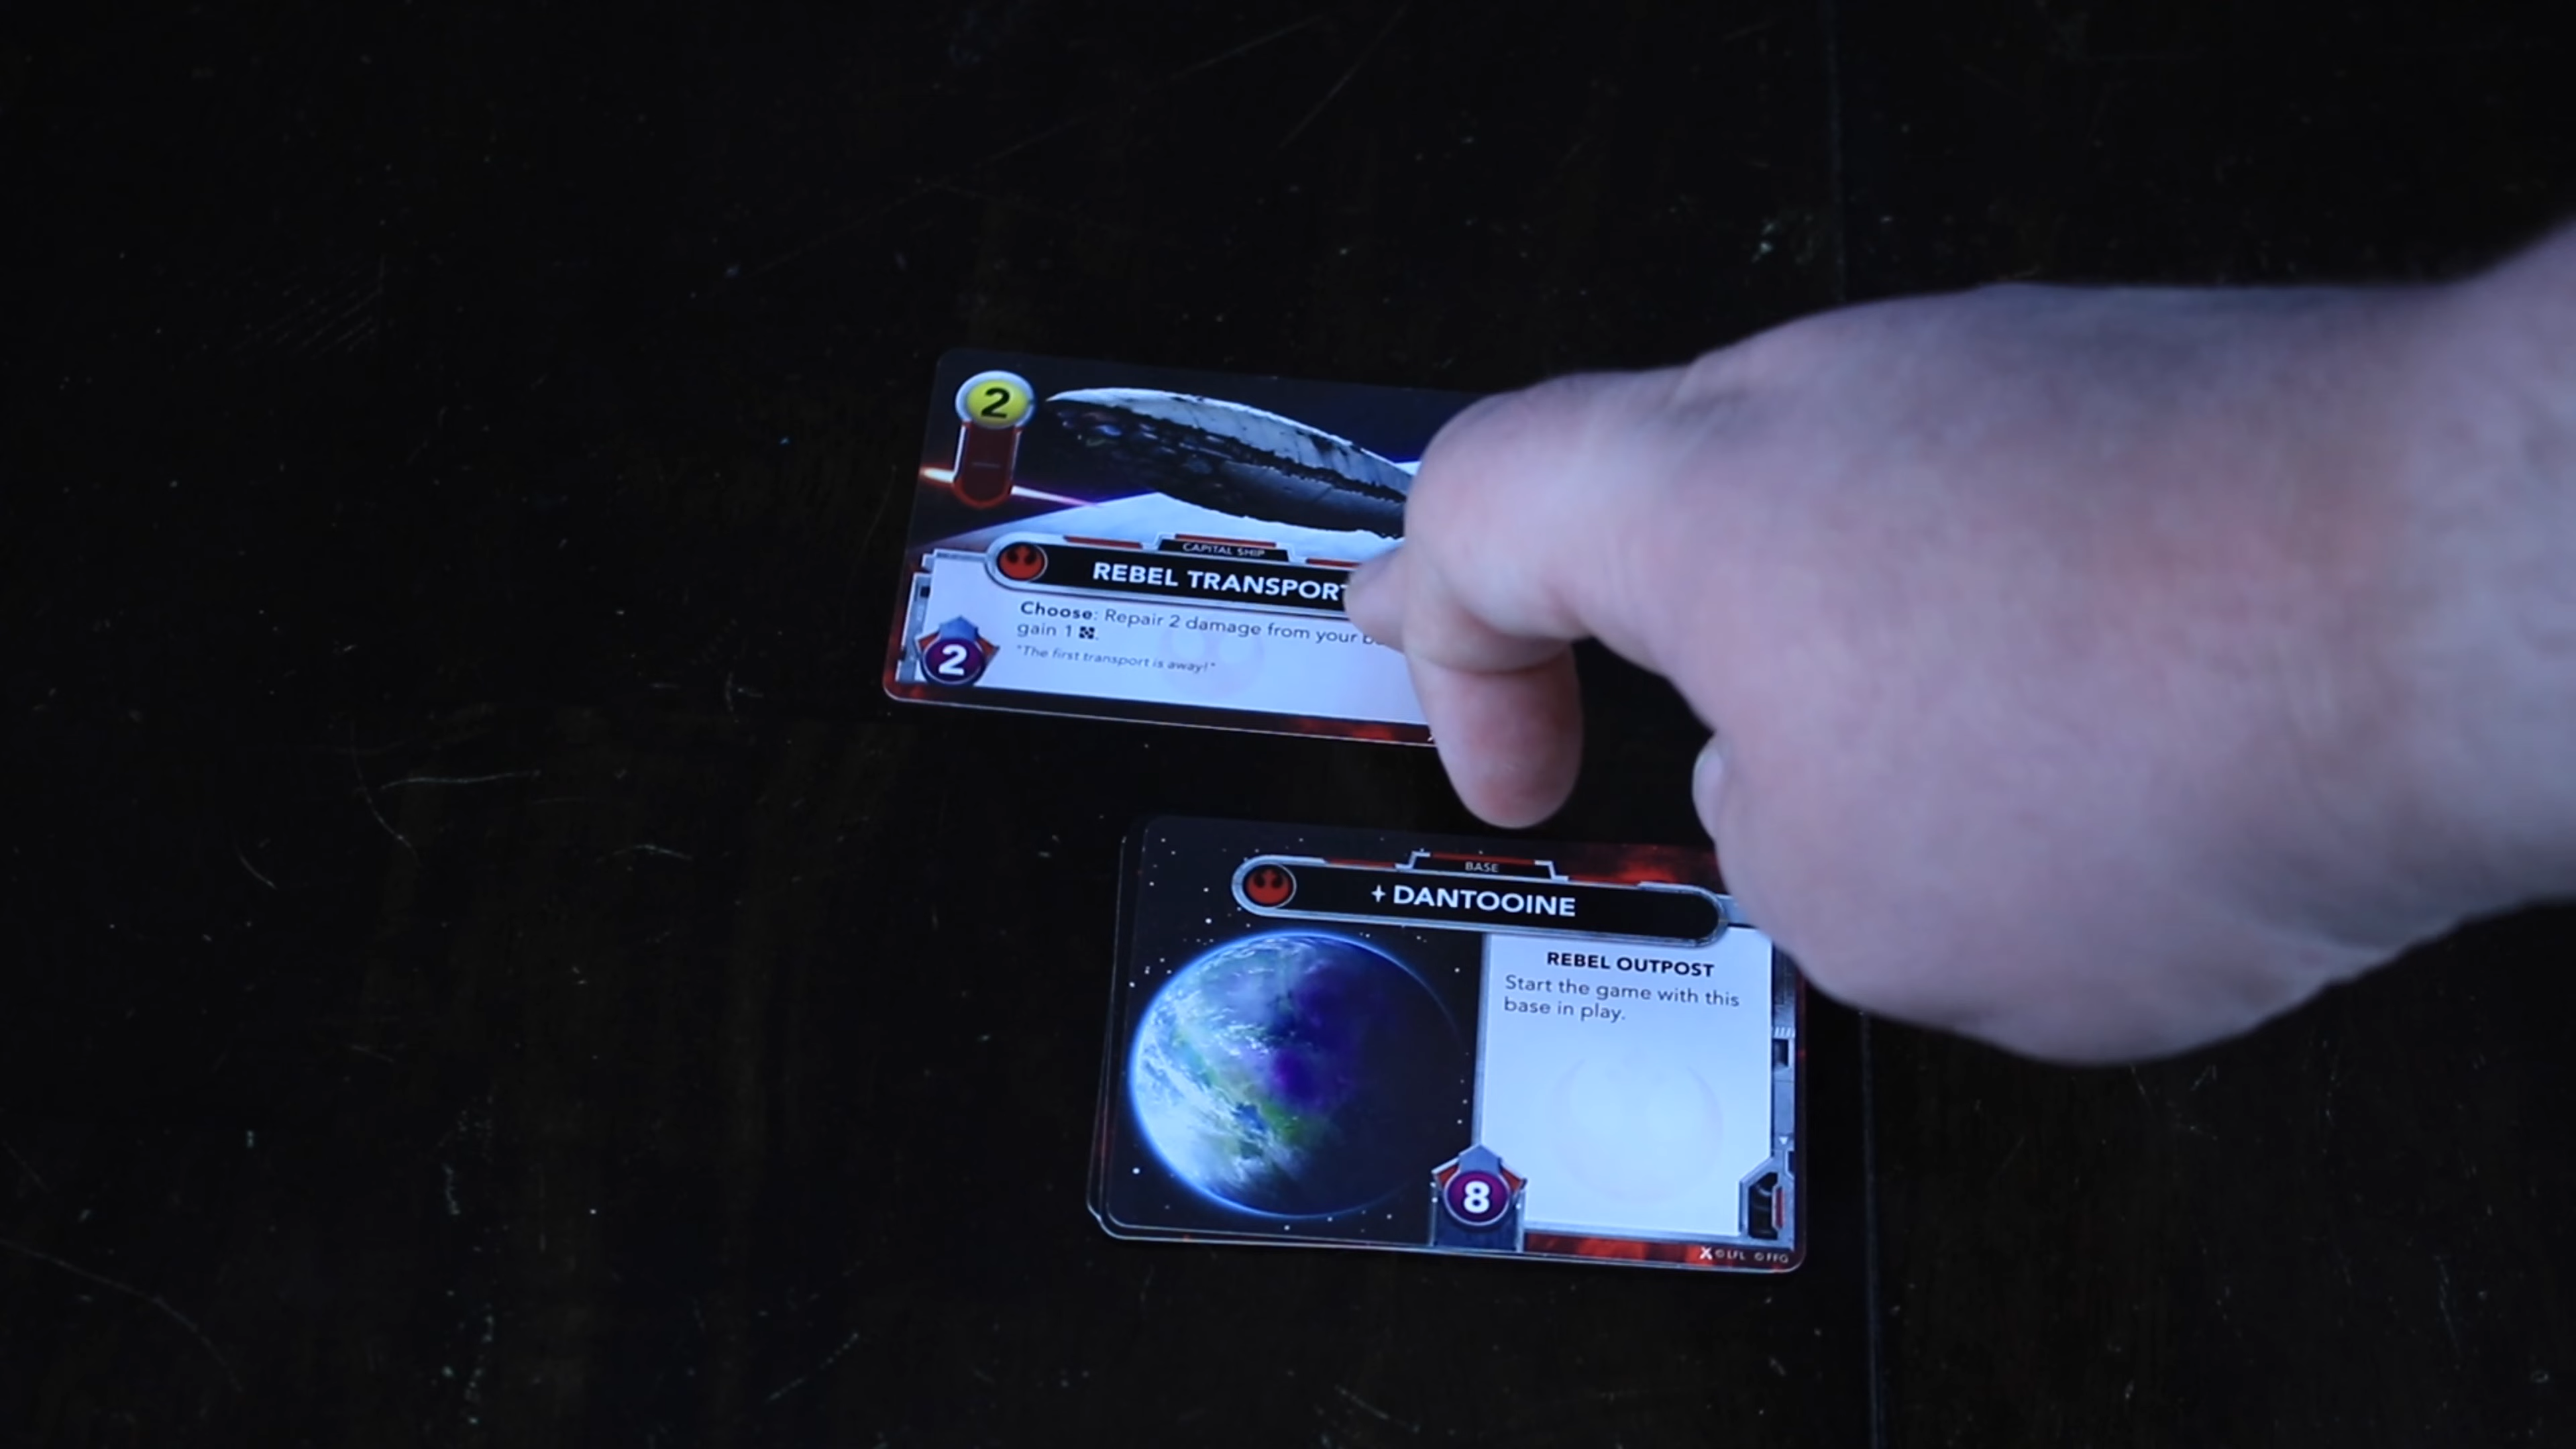 2
CAPITAL SHIP
REBEL TRANSPORT
Choose: Repair 2 damage from your
gain 1
"The first transport is away!"
2
BASE
DANTOOINE
REBEL OUTPOST
Start the game with this
base in play.
8
© LFL © FFG